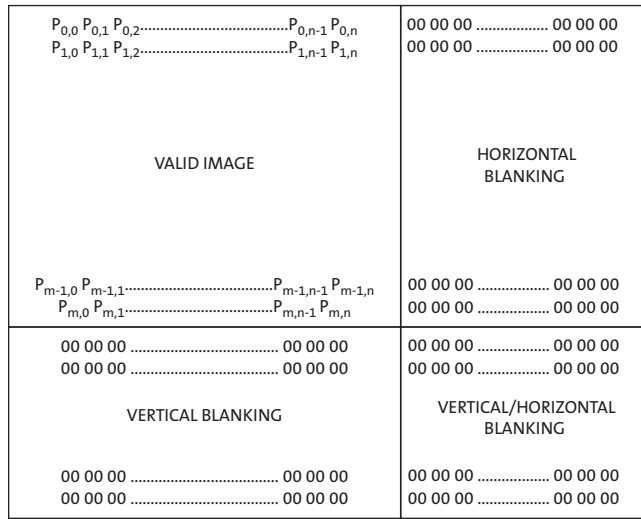 P0,0 P0,1 P0,2.....................................P0,n-1 P0,n 00 00 00 .................. 00 00 00
P1,0 P1,1 P1,2.....................................P1,n-1 P1,n 00 00 00 .................. 00 00 00
VALID IMAGE
HORIZONTAL
BLANKING
Pm-1,0 Pm-1,1.....................................Pm-1,n-1 Pm-1,n 00 00 00 .................. 00 00 00
Pm,0 Pm,1.....................................Pm,n-1 Pm,n 00 00 00 .................. 00 00 00
00 00 00 ..................................... 00 00 00 00 00 00 .................. 00 00 00
00 00 00 ..................................... 00 00 00 00 00 00 .................. 00 00 00
VERTICAL BLANKING
VERTICAL/HORIZONTAL
BLANKING
00 00 00 ..................................... 00 00 00 00 00 00 .................. 00 00 00
00 00 00 ..................................... 00 00 00 00 00 00 .................. 00 00 00